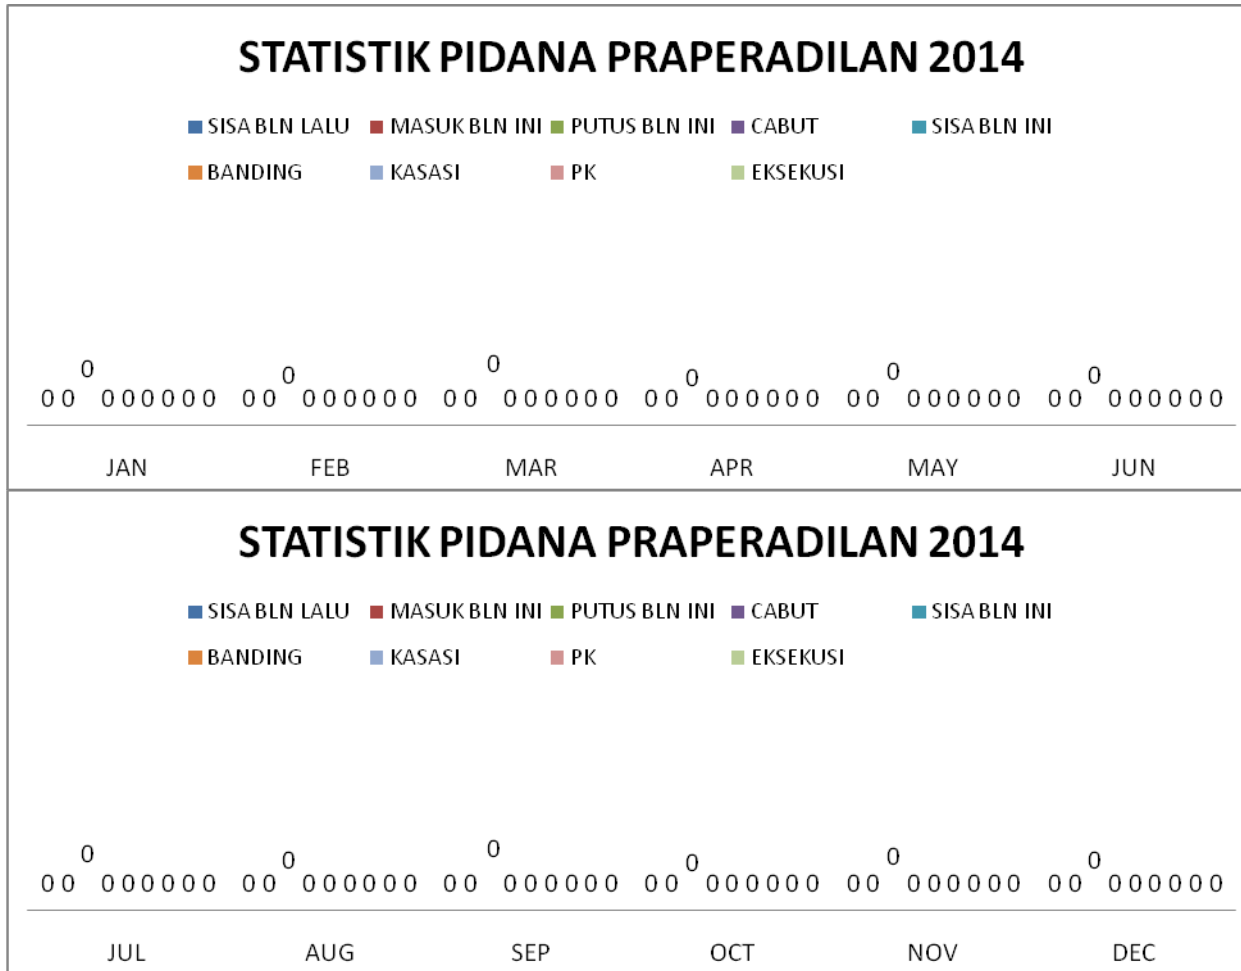 STATISTIK PIDANA PRAPERADILAN 2014
SISA BLN LALU MASUK BLN INI PUTUS BLN INI CABUT SISA BLN INI
BANDING KASASI PK EKSEKUSI
0 0 0 0 0 0
0 0 0 0 0 0 0 0 0 0 0 0 0 0 0 0 0 0 0 0 0 0 0 0 0 0 0 0 0 0 0 0 0 0 0 0 0 0 0 0 0 0 0 0 0 0 0 0
JAN FEB MAR APR MAY JUN
STATISTIK PIDANA PRAPERADILAN 2014
SISA BLN LALU MASUK BLN INI PUTUS BLN INI CABUT SISA BLN INI
BANDING KASASI PK EKSEKUSI
0 0 0 0 0 0
0 0 0 0 0 0 0 0 0 0 0 0 0 0 0 0 0 0 0 0 0 0 0 0 0 0 0 0 0 0 0 0 0 0 0 0 0 0 0 0 0 0 0 0 0 0 0 0
JUL AUG SEP OCT NOV DEC